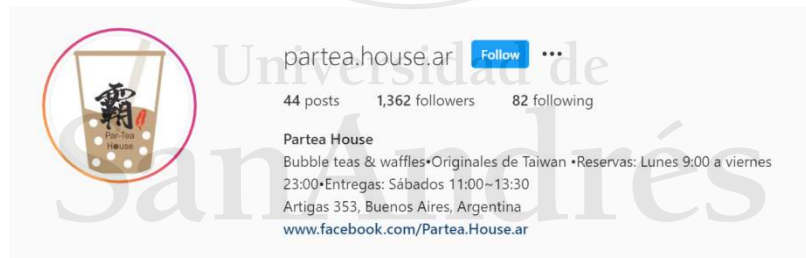 partea.house.ar Follow •••
44 posts 1,362 followers 82 following
Partea House
Bubble teas & waffles•Originales de Taiwan •Reservas: Lunes 9:00 a viernes
23:00•Entregas: Sábados 11:00~13:30
Artigas 353, Buenos Aires, Argentina
www.facebook.com/Partea.House.ar
霸
Par-Tea
House
Universidad de
SanAndrés